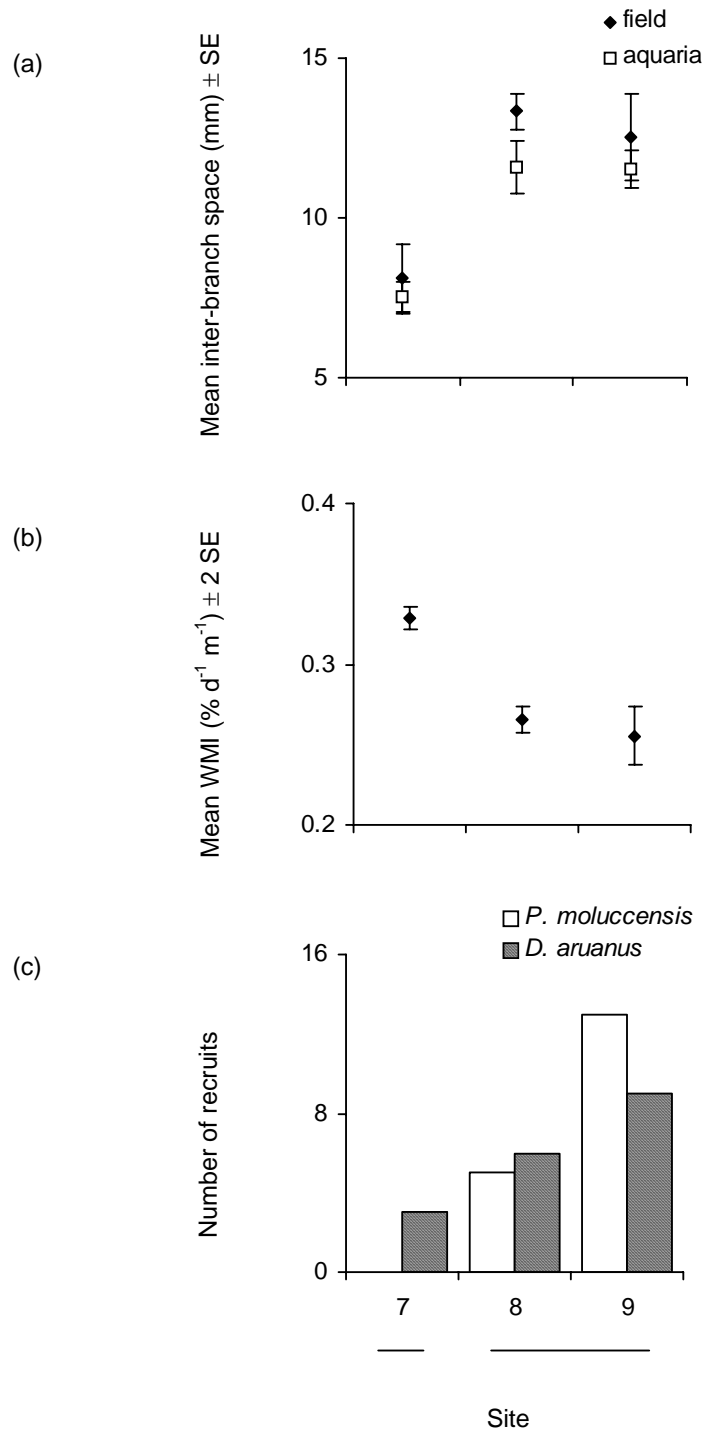 field
aquaria
(a)
Mean inter-branch space (mm) ± SE
15
10
5
(b)
Mean WMI (% d⁻¹ m⁻¹) ± 2 SE
0.4
0.3
0.2
P. moluccensis
D. aruanus
(c)
Number of recruits
16
8
0
7 8 9
Site